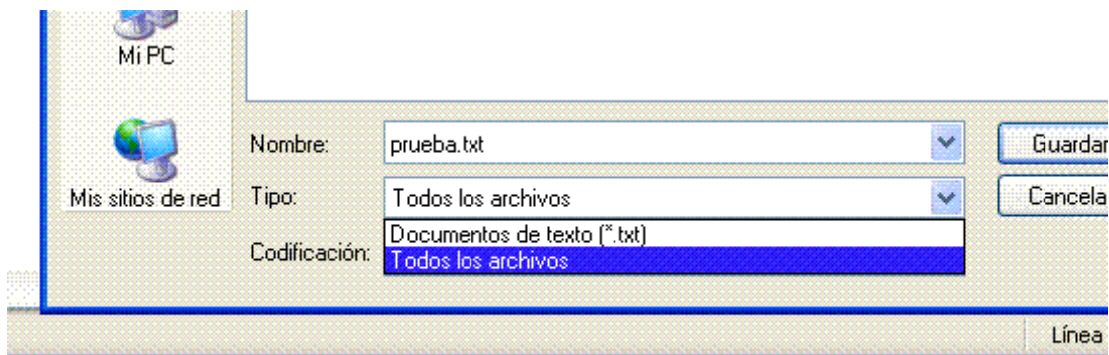 Mi PC
Nombre:
prueba.txt
Guardar
Mis sitios de red
Tipo:
Todos los archivos
Cancela
Documentos de texto (*.txt)
Codificación:
Todos los archivos
Línea